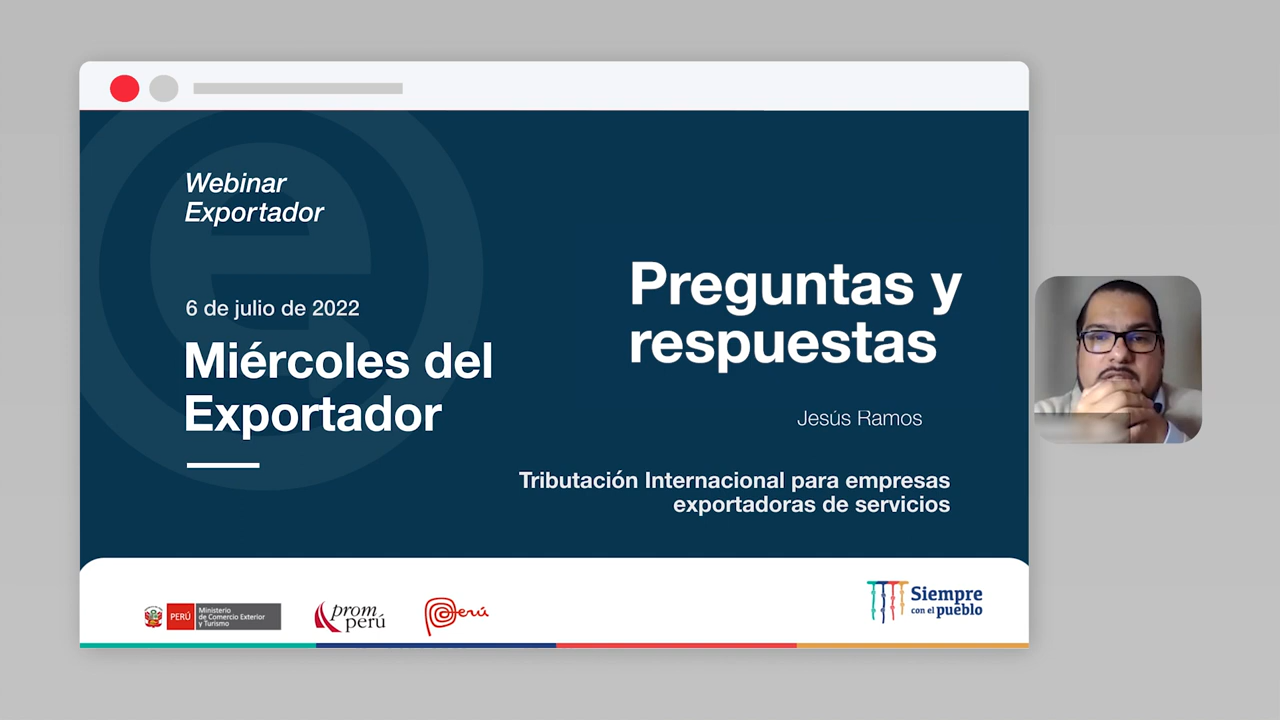 Webinar
Exportador
6 de julio de 2022
Miércoles del
Exportador
Preguntas y
respuestas
Jesús Ramos
Tributación Internacional para empresas
exportadoras de servicios
PERÚ
Ministerio
de Comercio Exterior
y Turismo
prom
perú
Perú
Siempre
con el pueblo